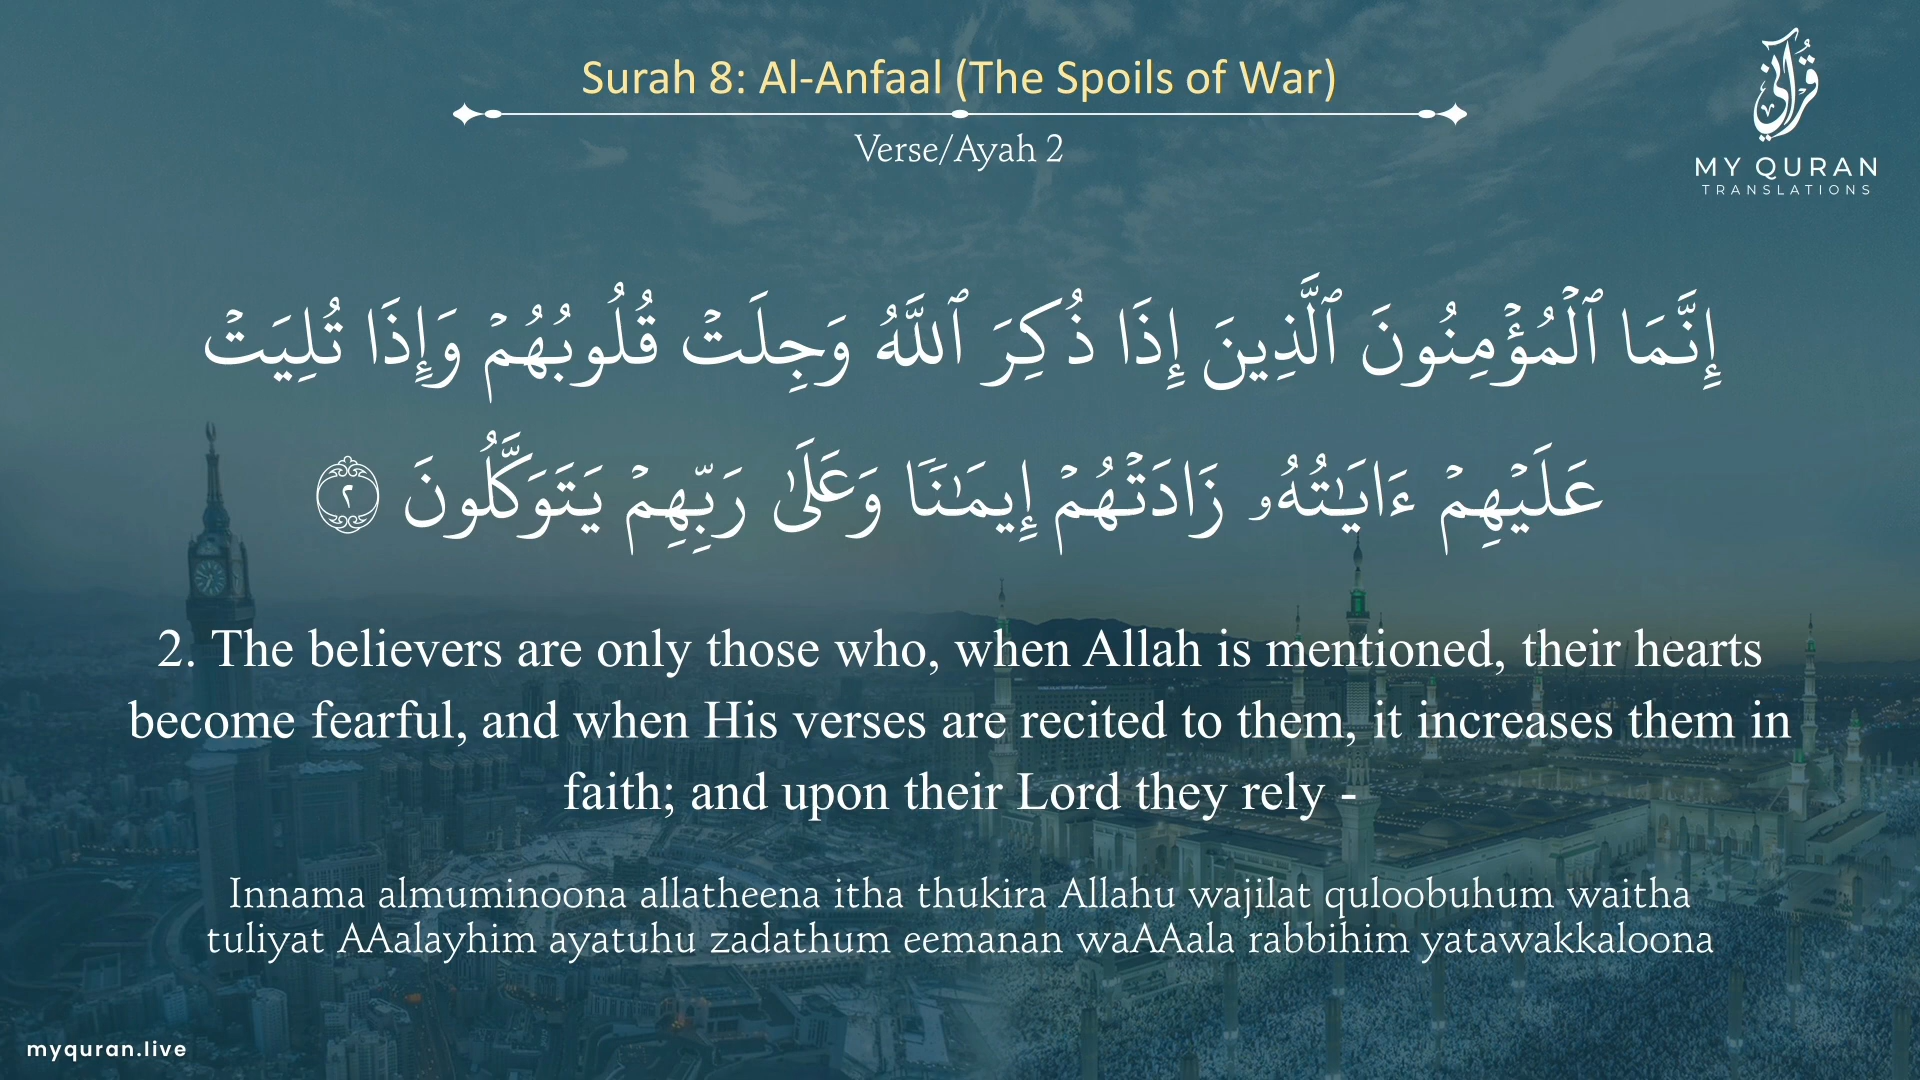 Surah 8: Al-Anfaal (The Spoils of War)
Verse/Ayah 2
قرآني
MY QURAN
TRANSLATIONS
إِنَّمَا ٱلْمُؤْمِنُونَ ٱلَّذِينَ إِذَا ذُكِرَ ٱللَّهُ وَجِلَتْ قُلُوبُهُمْ وَإِذَا تُلِيَتْ
عَلَيْهِمْ ءَايَـٰتُهُۥ زَادَتْهُمْ إِيمَـٰنًا وَعَلَىٰ رَبِّهِمْ يَتَوَكَّلُونَ ٢
2. The believers are only those who, when Allah is mentioned, their hearts
become fearful, and when His verses are recited to them, it increases them in
faith; and upon their Lord they rely -
Innama almuminoona allatheena itha thukira Allahu wajilat quloobuhum waitha
tuliyat AAalayhim ayatuhu zadathum eemanan waAAala rabbihim yatawakkaloona
myquran.live